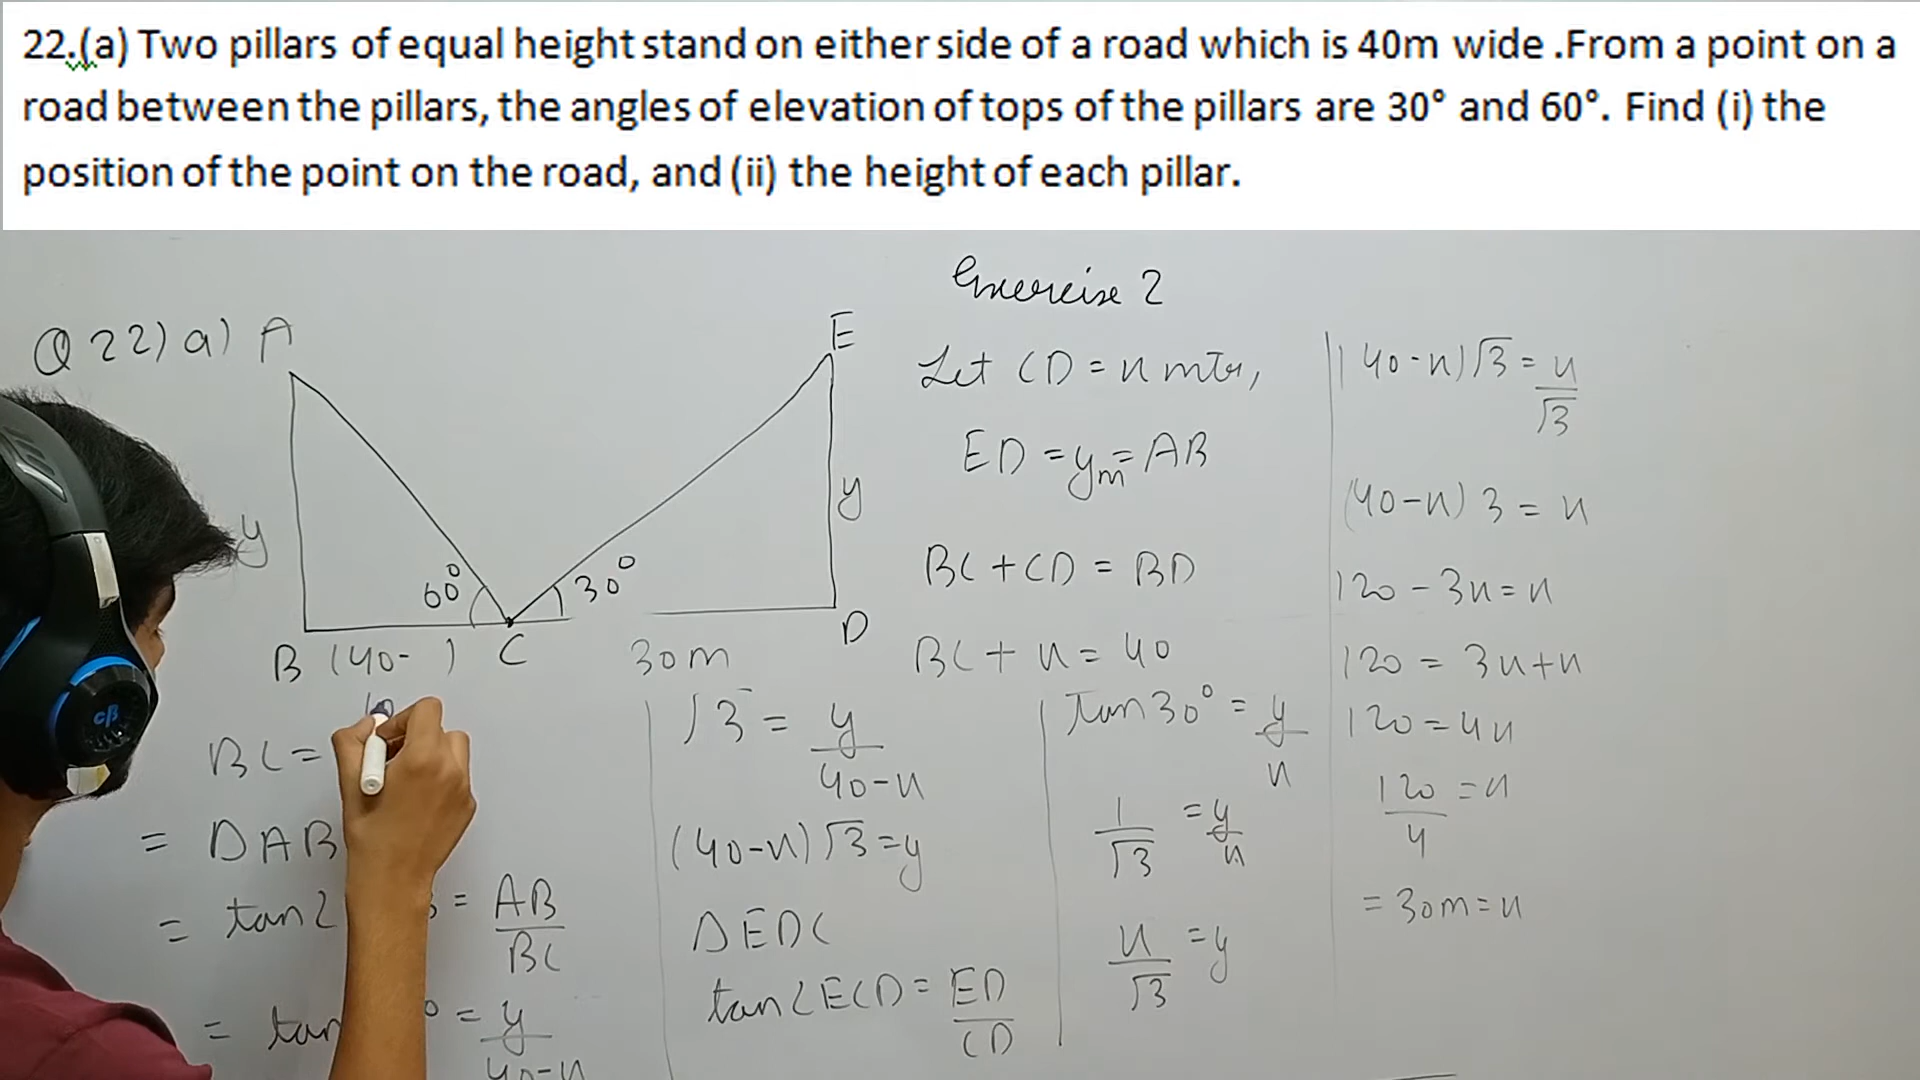 22.(a) Two pillars of equal height stand on either side of a road which is 40m wide .From a point on a
road between the pillars, the angles of elevation of tops of the pillars are 30° and 60°. Find (i) the
position of the point on the road, and (ii) the height of each pillar.
Exercise 2
Q 22) a) A
E
y
y
60°
30°
B (40- ) C
30m
D
10
BC =
= DAB
= tan∠
B = AB/BC
= tan
° = y/40-x
√3 = y/40-x
(40-x)√3 = y
△EDC
tan∠ECD = ED/CD
Let CD = x mtr,
ED = y m = AB
BC + CD = BD
BC + x = 40
tan 30° = y/x
1/√3 = y/x
x/√3 = y
(40-x)√3 = x/√3
(40-x) 3 = x
120 - 3x = x
120 = 3x + x
120 = 4x
120/4 = x
= 30m = x